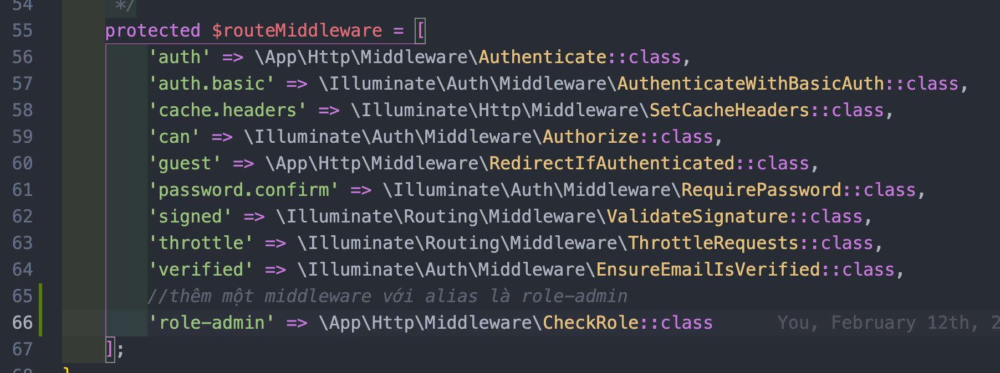 54 */
55 protected $routeMiddleware = [
56 'auth' => \App\Http\Middleware\Authenticate::class,
57 'auth.basic' => \Illuminate\Auth\Middleware\AuthenticateWithBasicAuth::class,
58 'cache.headers' => \Illuminate\Http\Middleware\SetCacheHeaders::class,
59 'can' => \Illuminate\Auth\Middleware\Authorize::class,
60 'guest' => \App\Http\Middleware\RedirectIfAuthenticated::class,
61 'password.confirm' => \Illuminate\Auth\Middleware\RequirePassword::class,
62 'signed' => \Illuminate\Routing\Middleware\ValidateSignature::class,
63 'throttle' => \Illuminate\Routing\Middleware\ThrottleRequests::class,
64 'verified' => \Illuminate\Auth\Middleware\EnsureEmailIsVerified::class,
65 //thêm một middleware với alias là role-admin
66 'role-admin' => \App\Http\Middleware\CheckRole::class You, February 12th, 2
67 ];
68 }